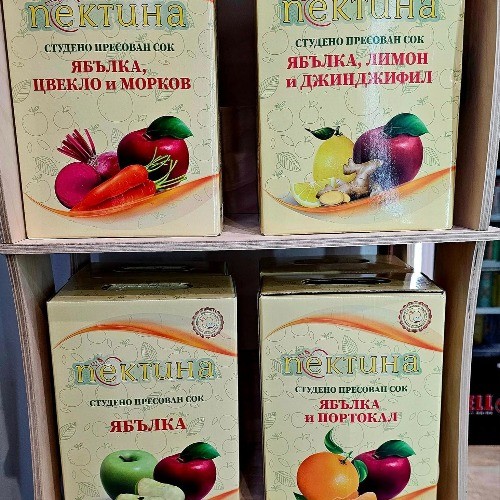 пектина
СТУДЕНО ПРЕСОВАН СОК
ЯБЪЛКА,
ЦВЕКЛО и МОРКОВ
пектина
СТУДЕНО ПРЕСОВАН СОК
ЯБЪЛКА, ЛИМОН
и ДЖИНДЖИФИЛ
пектина
СТУДЕНО ПРЕСОВАН СОК
ЯБЪЛКА
пектина
СТУДЕНО ПРЕСОВАН СОК
ЯБЪЛКА
и ПОРТОКАЛ